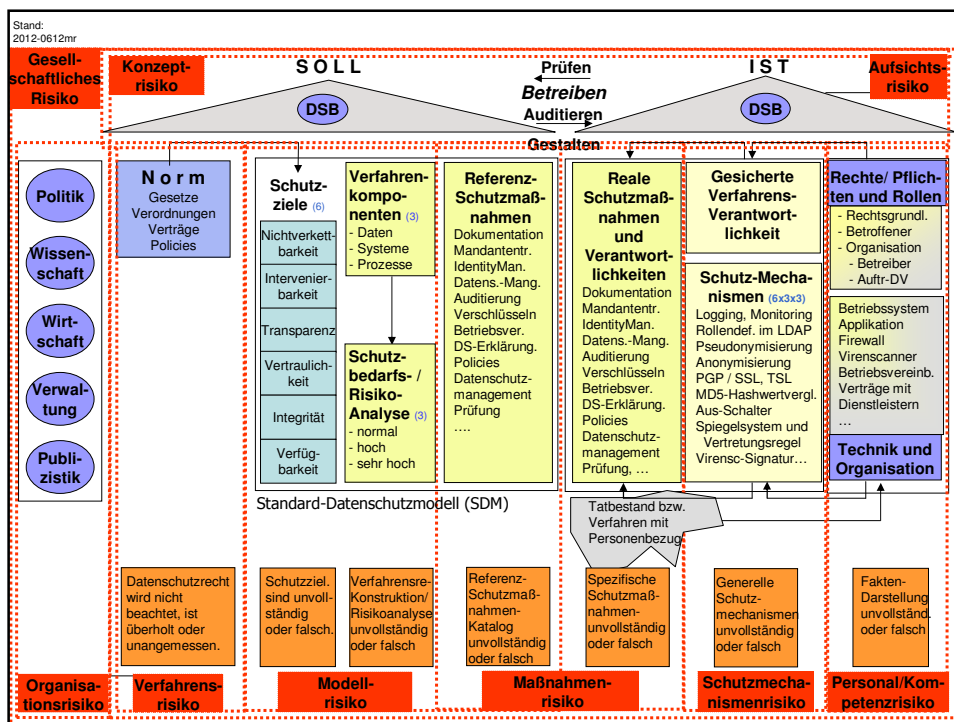 Stand:
2012-0612mr
Gesell-
schaftliches
Risiko
Konzept-
risiko
S O L L
Prüfen
Betreiben
Auditieren
Gestalten
I S T
Aufsichts-
risiko
DSB
DSB
Politik
Wissen-
schaft
Wirt-
schaft
Verwal-
tung
Publi-
zistik
N o r m
Gesetze
Verordnungen
Verträge
Policies
Schutz-
ziele (6)
Nichtverkett-
barkeit
Intervenier-
barkeit
Transparenz
Vertraulich-
keit
Integrität
Verfüg-
barkeit
Verfahren-
kompo-
nenten (3)
- Daten
- Systeme
- Prozesse
Schutz-
bedarfs- /
Risiko-
Analyse (3)
- normal
- hoch
- sehr hoch
Referenz-
Schutzmaß-
nahmen
Dokumentation
Mandantentr.
IdentityMan.
Datens.-Mang.
Auditierung
Verschlüsseln
Betriebsver.
DS-Erklärung.
Policies
Datenschutz-
management
Prüfung
….
Standard-Datenschutzmodell (SDM)
Reale
Schutzmaß-
nahmen
und
Verantwort-
lichkeiten
Dokumentation
Mandantentr.
IdentityMan.
Datens.-Mang.
Auditierung
Verschlüsseln
Betriebsver.
DS-Erklärung.
Policies
Datenschutz-
management
Prüfung, …
Gesicherte
Verfahrens-
Verantwort-
lichkeit
Schutz-Mecha-
nismen (6x3x3)
Logging, Monitoring
Rollendef. im LDAP
Pseudonymisierung
Anonymisierung
PGP / SSL, TSL
MD5-Hashwertvergl.
Aus-Schalter
Spiegelsystem und
Vertretungsregel
Virensc-Signatur…
Rechte/ Pflich-
ten und Rollen
- Rechtsgrundl.
- Betroffener
- Organisation
- Betreiber
- Auftr-DV
Betriebssystem
Applikation
Firewall
Virenscanner
Betriebsvereinb.
Verträge mit
Dienstleistern
…
Technik und
Organisation
Tatbestand bzw.
Verfahren mit
Personenbezug
Datenschutzrecht
wird nicht
beachtet, ist
überholt oder
unangemessen.
Schutzziel.
sind unvoll-
ständig
oder falsch.
Verfahrensre-
Konstruktion/
Risikoanalyse
unvollständig
oder falsch
Referenz-
Schutzmaß-
nahmen-
Katalog
unvollständig
oder falsch
Spezifische
Schutzmaß-
nahmen-
unvollständig
oder falsch
Generelle
Schutz-
mechanismen
unvollständig
oder falsch
Fakten-
Darstellung
unvollständ.
oder falsch
Organisa-
tionsrisiko
Verfahrens-
risiko
Modell-
risiko
Maßnahmen-
risiko
Schutz-
mechnismenrisiko
Personal/Kom-
petenzrisiko